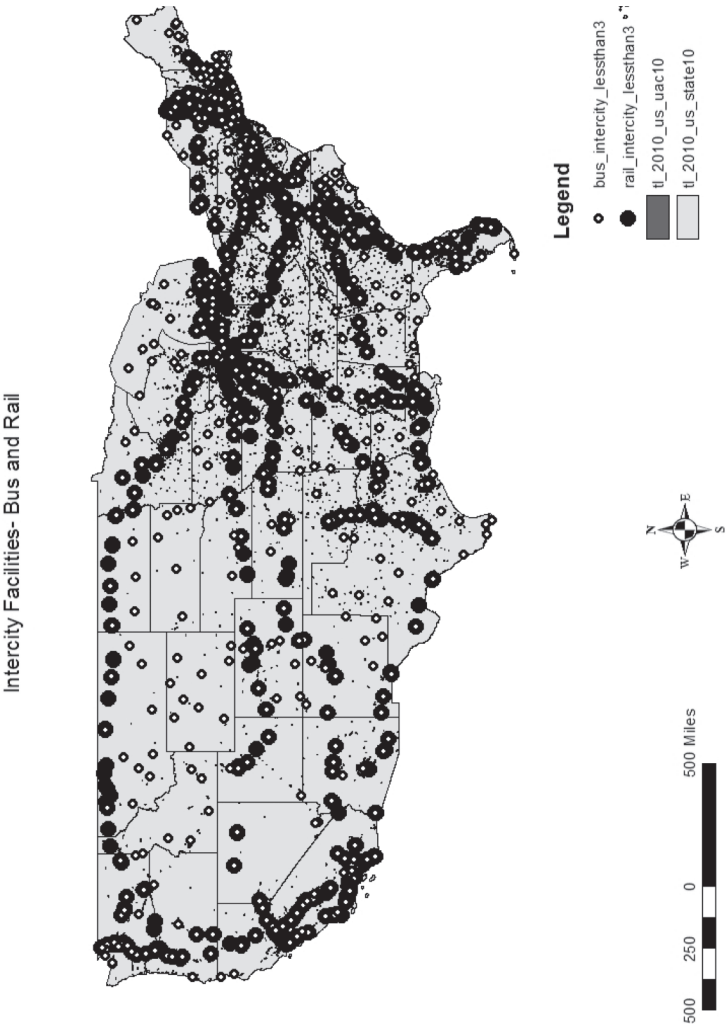 Intercity Facilities- Bus and Rail
Legend
bus_intercity_lessthan3
rail_intercity_lessthan3
tl_2010_us_uac10
tl_2010_us_state10
N
W E
S
500 250 0 500 Miles